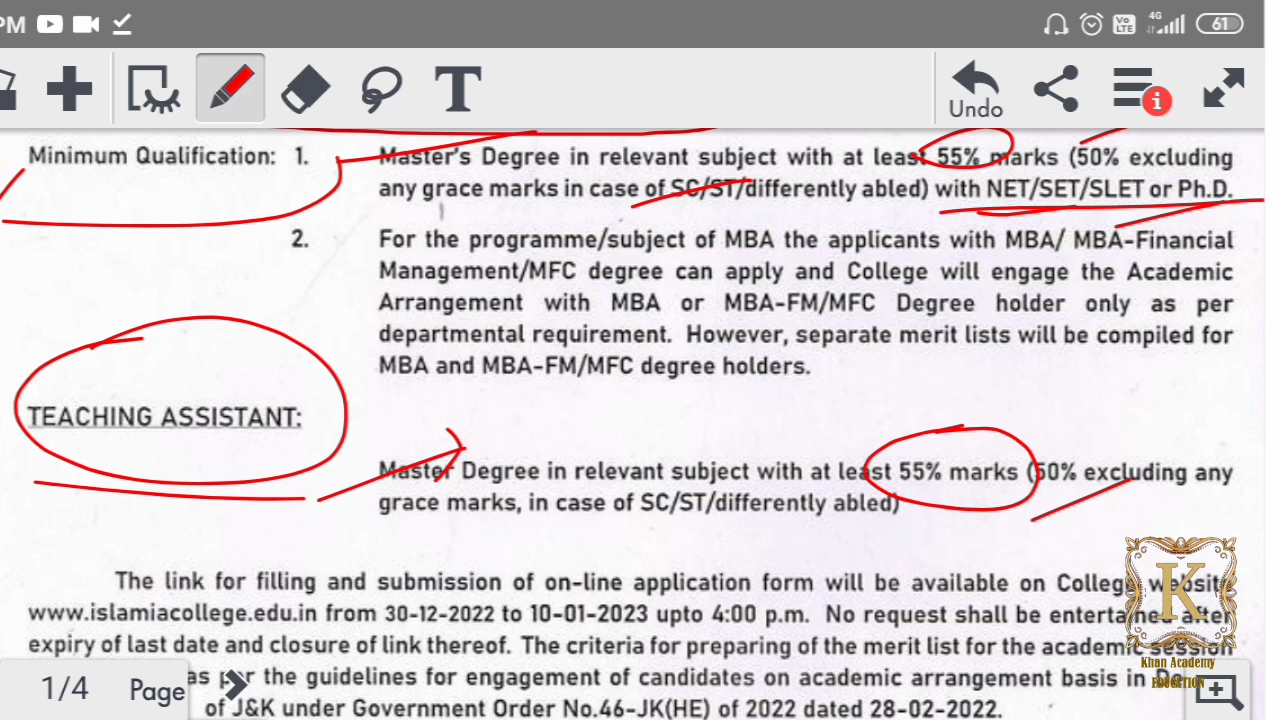 PM
Vo LTE 4G 61
T
Undo
Minimum Qualification: 1. Master's Degree in relevant subject with at least 55% marks (50% excluding
any grace marks in case of SC/ST/differently abled) with NET/SET/SLET or Ph.D.
2. For the programme/subject of MBA the applicants with MBA/ MBA-Financial
Management/MFC degree can apply and College will engage the Academic
Arrangement with MBA or MBA-FM/MFC Degree holder only as per
departmental requirement. However, separate merit lists will be compiled for
MBA and MBA-FM/MFC degree holders.
TEACHING ASSISTANT:
Master Degree in relevant subject with at least 55% marks (50% excluding any
grace marks, in case of SC/ST/differently abled)
The link for filling and submission of on-line application form will be available on College website
www.islamiacollege.edu.in from 30-12-2022 to 10-01-2023 upto 4:00 p.m. No request shall be entertained after
expiry of last date and closure of link thereof. The criteria for preparing of the merit list for the academic session
as per the guidelines for engagement of candidates on academic arrangement basis in
of J&K under Government Order No.46-JK(HE) of 2022 dated 28-02-2022.
1/4 Page
K
Khan Academy
EDUCATION